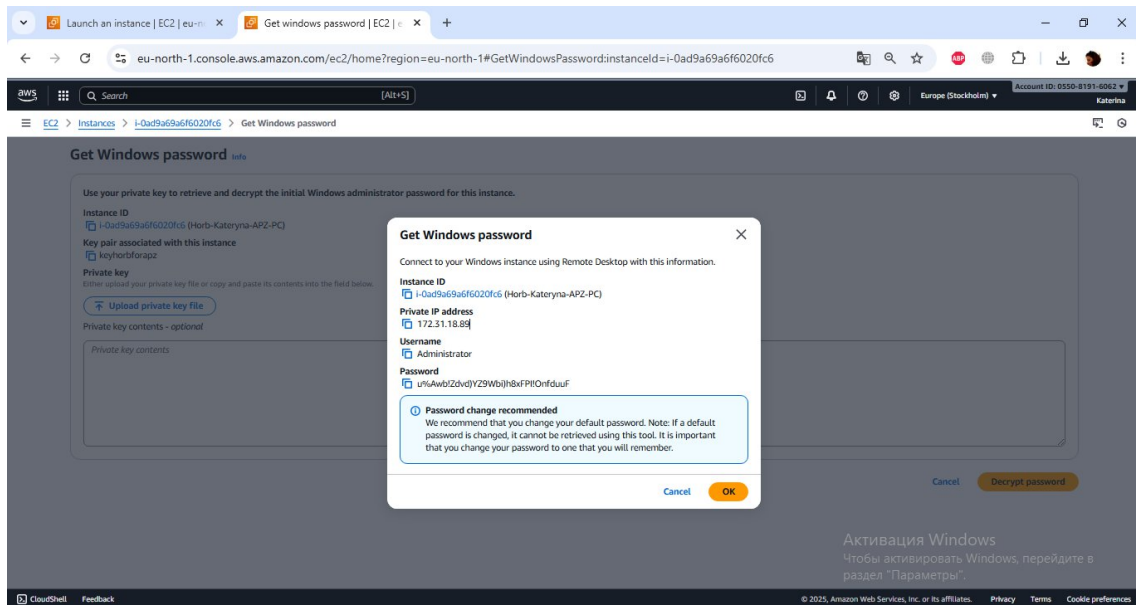 Launch an instance | EC2 | eu-n
Get windows password | EC2 | e
eu-north-1.console.aws.amazon.com/ec2/home?region=eu-north-1#GetWindowsPassword:instanceId=i-0ad9a69a6f6020fc6
ABP
aws
Search
[Alt+S]
Europe (Stockholm)
Account ID: 0550-8191-6062
Katerina
EC2 > Instances > i-0ad9a69a6f6020fc6 > Get Windows password
Get Windows password Info
Use your private key to retrieve and decrypt the initial Windows administrator password for this instance.
Instance ID
i-0ad9a69a6f6020fc6 (Horb-Kateryna-APZ-PC)
Key pair associated with this instance
keyhorbforapz
Private key
Either upload your private key file or copy and paste its contents into the field below.
Upload private key file
Private key contents - optional
Private key contents
Cancel
Decrypt password
Get Windows password
Connect to your Windows instance using Remote Desktop with this information.
Instance ID
i-0ad9a69a6f6020fc6 (Horb-Kateryna-APZ-PC)
Private IP address
172.31.18.89
Username
Administrator
Password
u%Awb!Zdvd)YZ9Wbi)h8xFPI!OnfduuF
Password change recommended
We recommend that you change your default password. Note: If a default
password is changed, it cannot be retrieved using this tool. It is important
that you change your password to one that you will remember.
Cancel
OK
Активация Windows
Чтобы активировать Windows, перейдите в
раздел "Параметры".
CloudShell
Feedback
© 2025, Amazon Web Services, Inc. or its affiliates.
Privacy
Terms
Cookie preferences